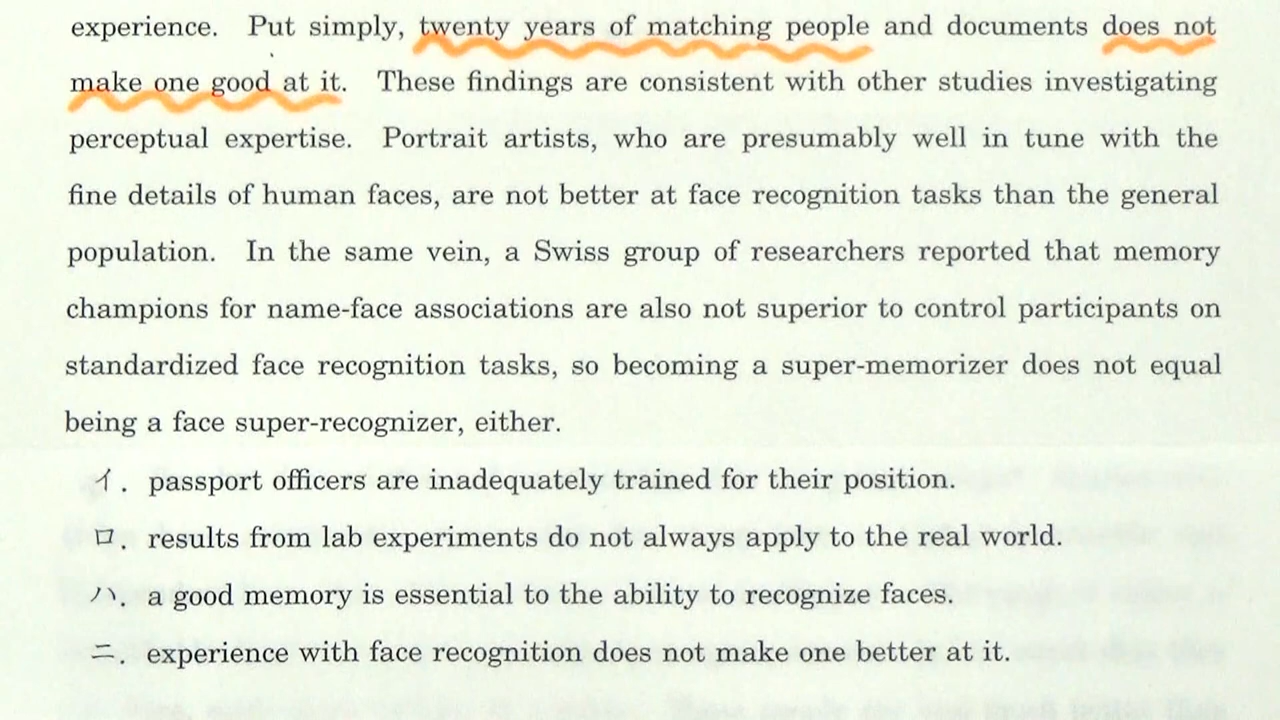 experience. Put simply, twenty years of matching people and documents does not
make one good at it. These findings are consistent with other studies investigating
perceptual expertise. Portrait artists, who are presumably well in tune with the
fine details of human faces, are not better at face recognition tasks than the general
population. In the same vein, a Swiss group of researchers reported that memory
champions for name-face associations are also not superior to control participants on
standardized face recognition tasks, so becoming a super-memorizer does not equal
being a face super-recognizer, either.
イ. passport officers are inadequately trained for their position.
ロ. results from lab experiments do not always apply to the real world.
ハ. a good memory is essential to the ability to recognize faces.
ニ. experience with face recognition does not make one better at it.